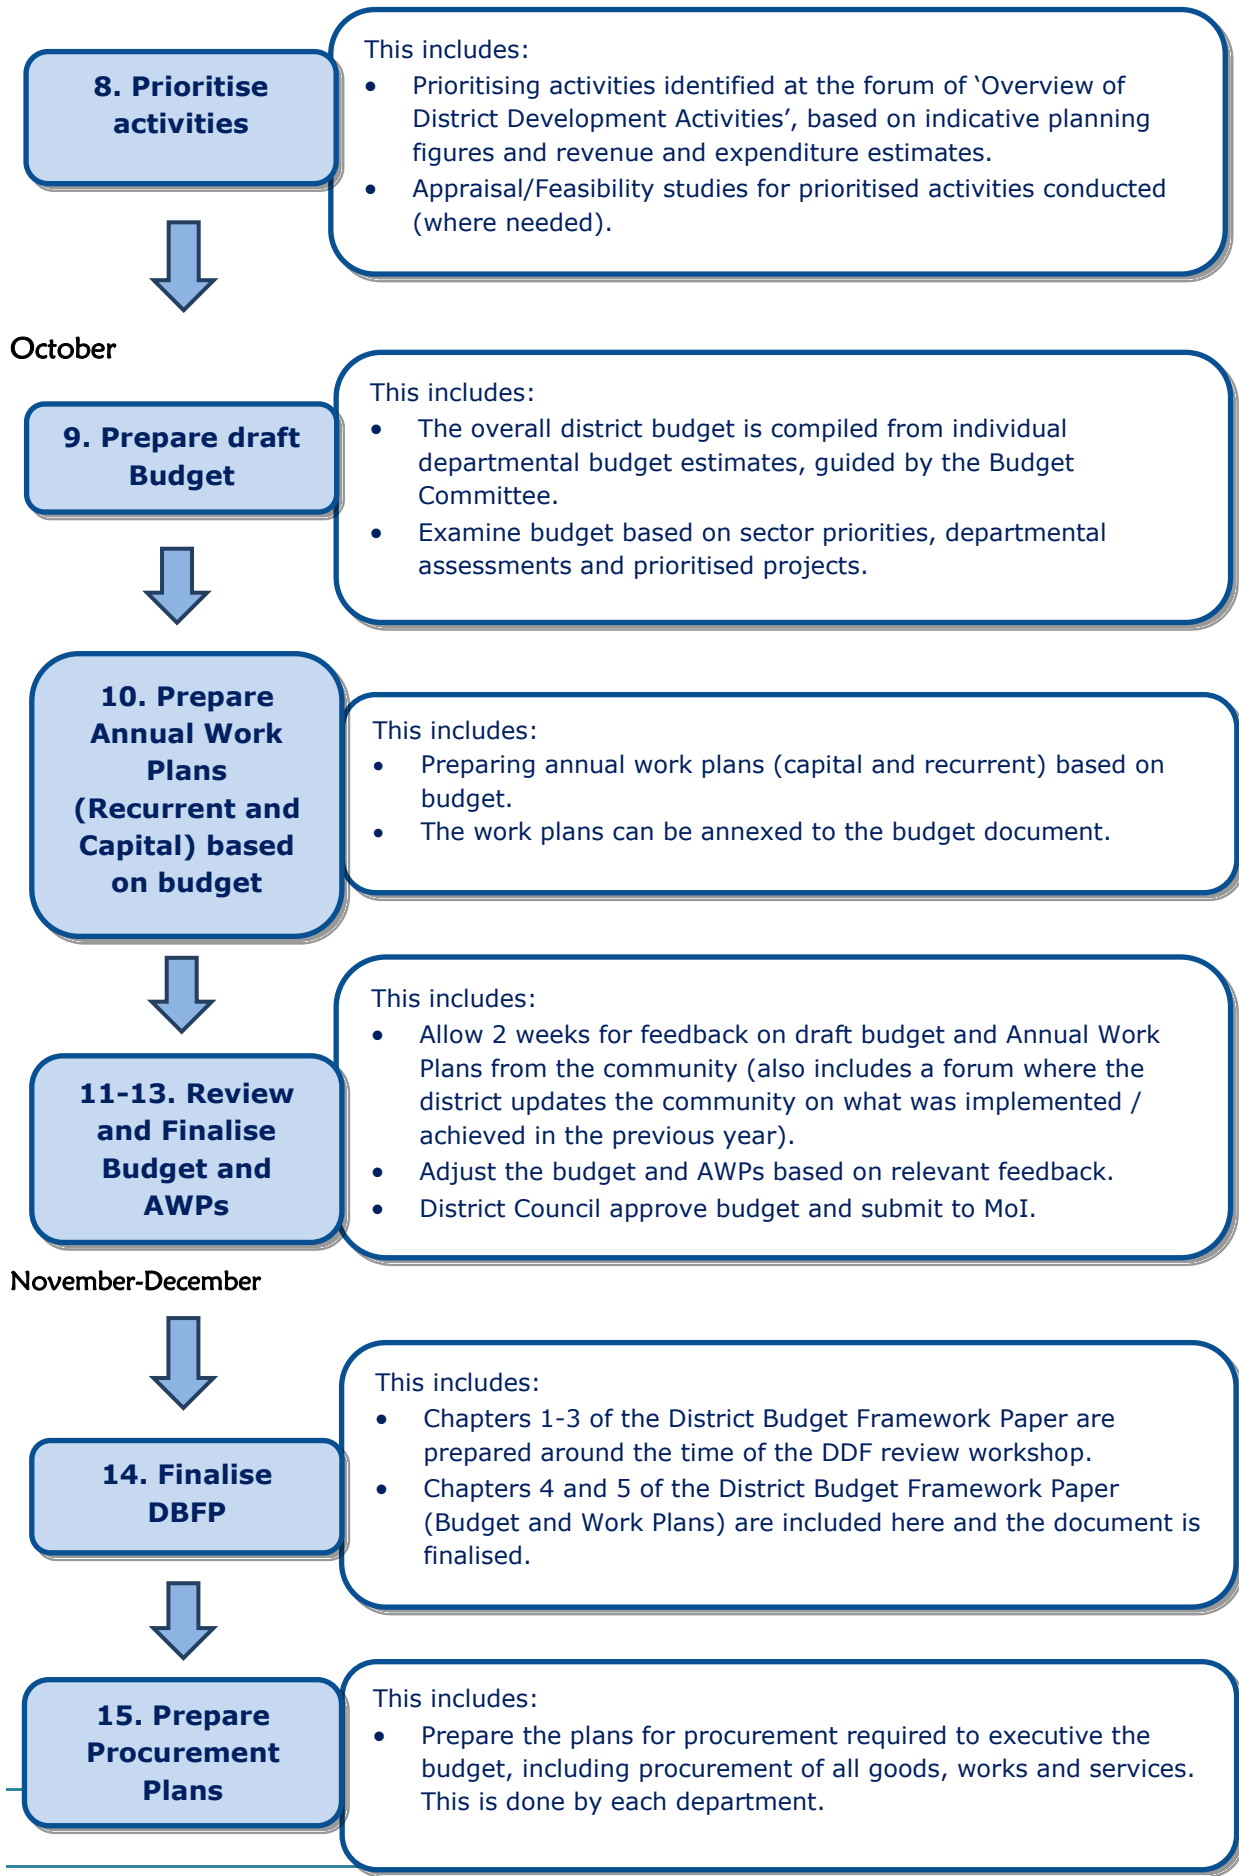 8. Prioritise
activities
This includes:
• Prioritising activities identified at the forum of ‘Overview of
District Development Activities’, based on indicative planning
figures and revenue and expenditure estimates.
• Appraisal/Feasibility studies for prioritised activities conducted
(where needed).
October
9. Prepare draft
Budget
This includes:
• The overall district budget is compiled from individual
departmental budget estimates, guided by the Budget
Committee.
• Examine budget based on sector priorities, departmental
assessments and prioritised projects.
10. Prepare
Annual Work
Plans
(Recurrent and
Capital) based
on budget
This includes:
• Preparing annual work plans (capital and recurrent) based on
budget.
• The work plans can be annexed to the budget document.
11-13. Review
and Finalise
Budget and
AWPs
This includes:
• Allow 2 weeks for feedback on draft budget and Annual Work
Plans from the community (also includes a forum where the
district updates the community on what was implemented /
achieved in the previous year).
• Adjust the budget and AWPs based on relevant feedback.
• District Council approve budget and submit to MoI.
November-December
14. Finalise
DBFP
This includes:
• Chapters 1-3 of the District Budget Framework Paper are
prepared around the time of the DDF review workshop.
• Chapters 4 and 5 of the District Budget Framework Paper
(Budget and Work Plans) are included here and the document is
finalised.
15. Prepare
Procurement
Plans
This includes:
• Prepare the plans for procurement required to executive the
budget, including procurement of all goods, works and services.
This is done by each department.